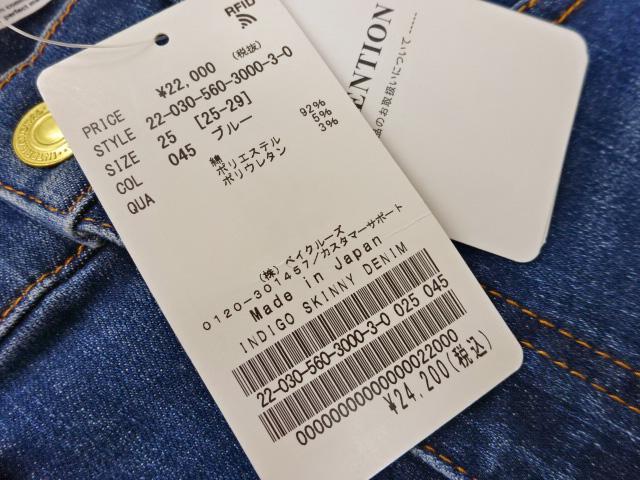 RFID
PRICE ¥22,000 (税抜)
STYLE 22-030-560-3000-3-0
SIZE 25 [25-29]
COL 045 ブルー
QUA 綿 92%
ポリエステル 5%
ポリウレタン 3%
(株) ベイクルーズ
0120-301457/カスタマーサポート
Made in Japan
INDIGO SKINNY DENIM
22-030-560-3000-3-0 025 045
0000000000000022000
¥24,200(税込)
ENTION
品のお取扱いについて